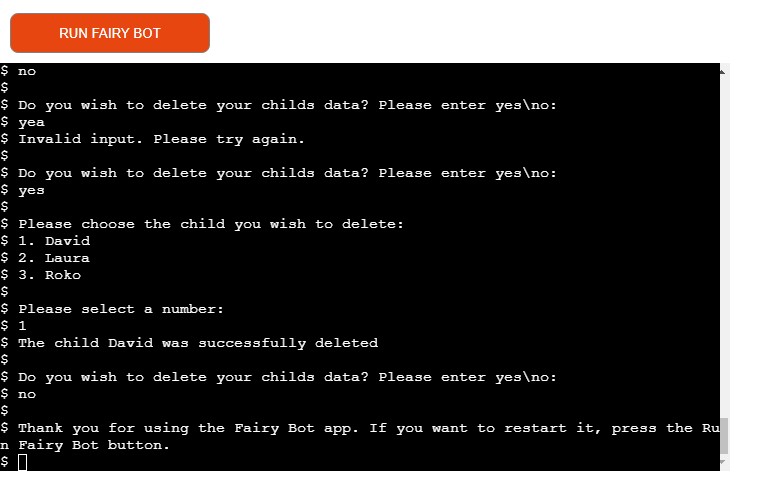 RUN FAIRY BOT
$ no
$
$ Do you wish to delete your childs data? Please enter yes\no:
$ yea
$ Invalid input. Please try again.
$
$ Do you wish to delete your childs data? Please enter yes\no:
$ yes
$
$ Please choose the child you wish to delete:
$ 1. David
$ 2. Laura
$ 3. Roko
$
$ Please select a number:
$ 1
$ The child David was successfully deleted
$
$ Do you wish to delete your childs data? Please enter yes\no:
$ no
$
$ Thank you for using the Fairy Bot app. If you want to restart it, press the Ru
n Fairy Bot button.
$